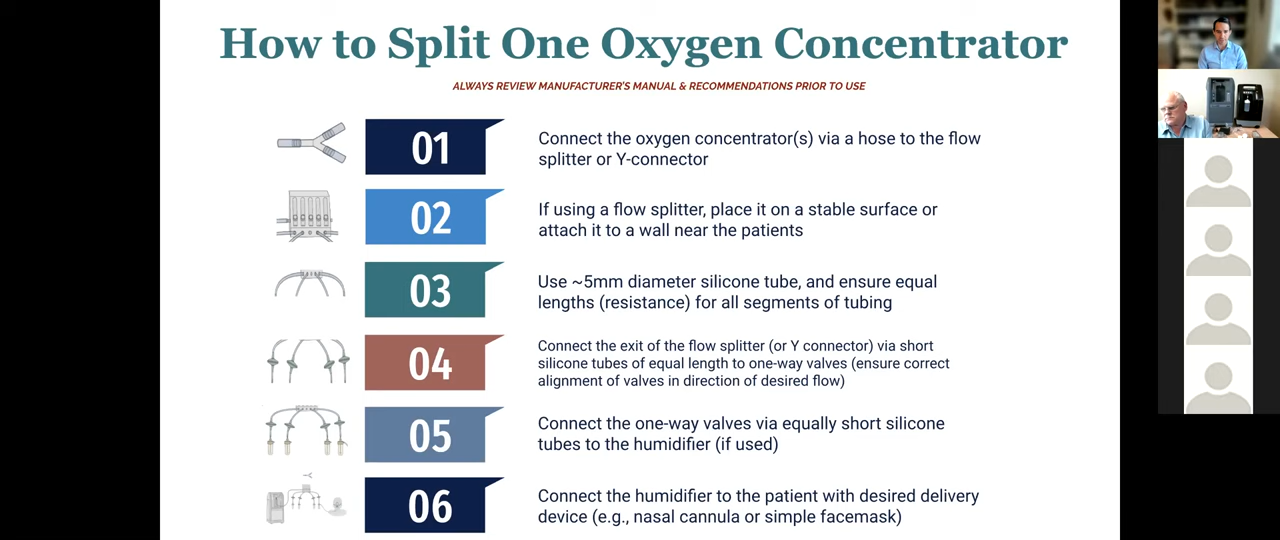 How to Split One Oxygen Concentrator
ALWAYS REVIEW MANUFACTURER'S MANUAL & RECOMMENDATIONS PRIOR TO USE
01
Connect the oxygen concentrator(s) via a hose to the flow
splitter or Y-connector
02
If using a flow splitter, place it on a stable surface or
attach it to a wall near the patients
03
Use ~5mm diameter silicone tube, and ensure equal
lengths (resistance) for all segments of tubing
04
Connect the exit of the flow splitter (or Y connector) via short
silicone tubes of equal length to one-way valves (ensure correct
alignment of valves in direction of desired flow)
05
Connect the one-way valves via equally short silicone
tubes to the humidifier (if used)
06
Connect the humidifier to the patient with desired delivery
device (e.g., nasal cannula or simple facemask)